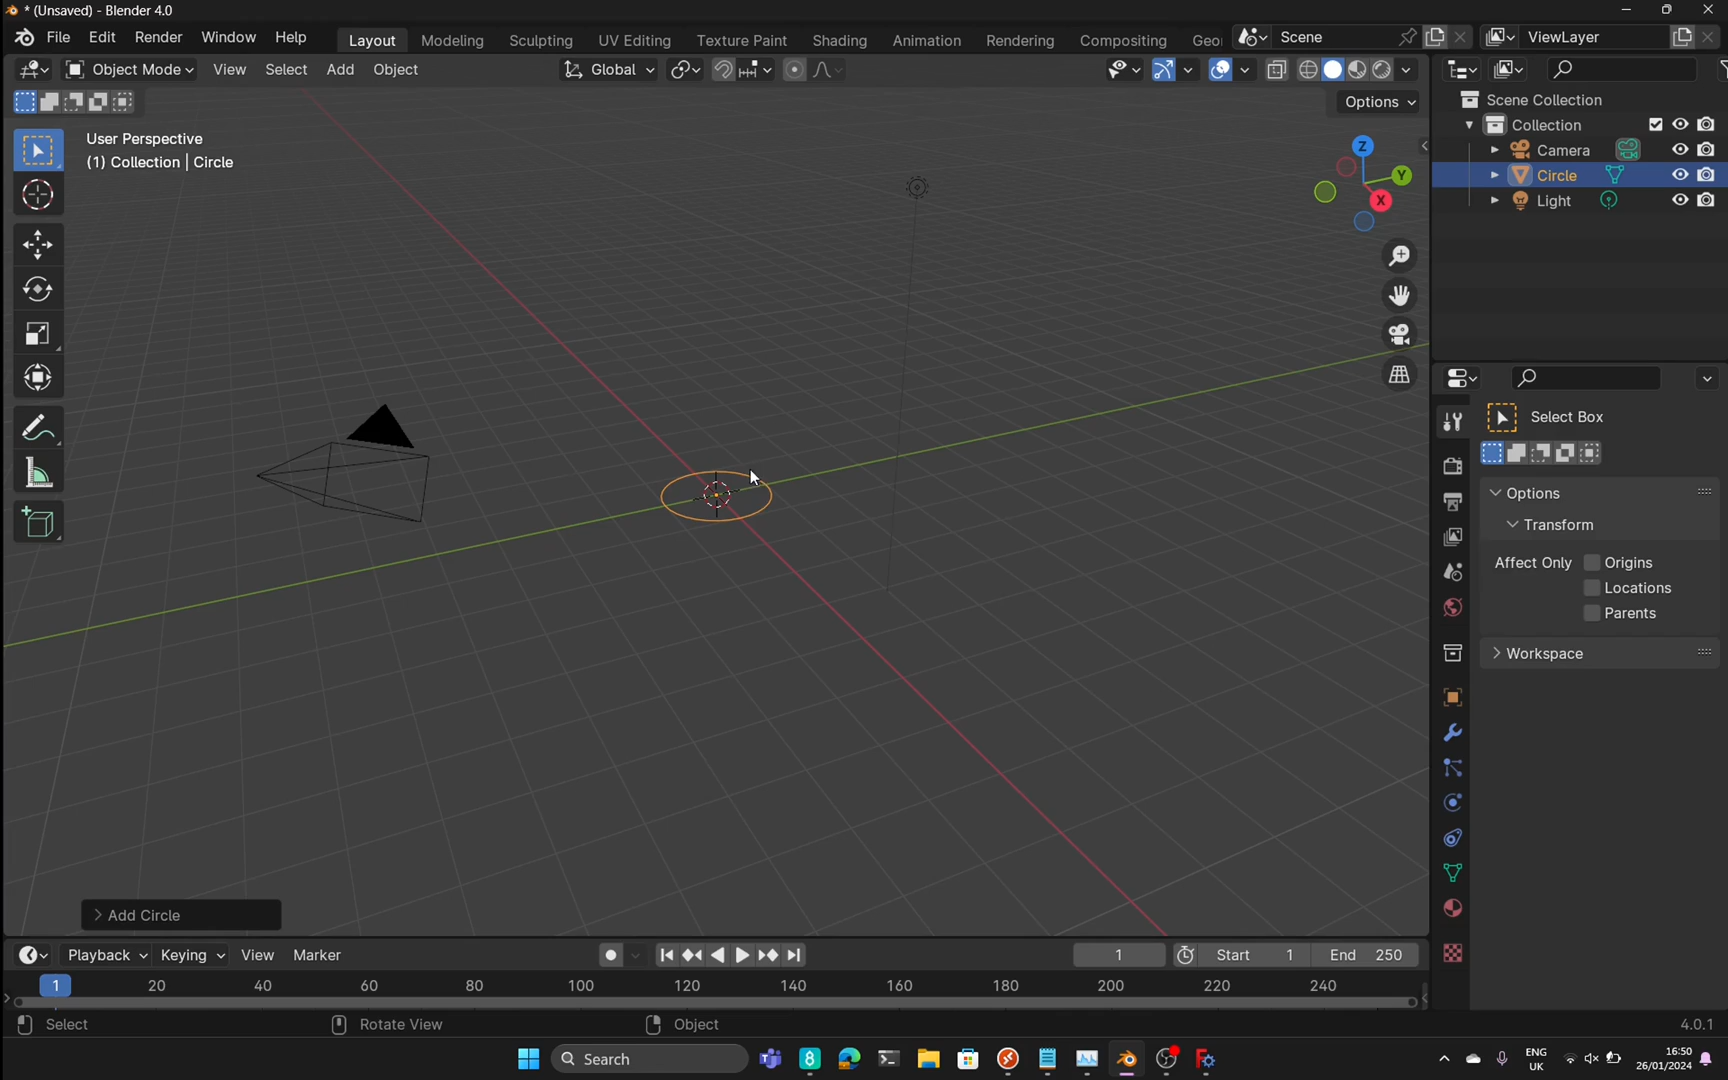 * (Unsaved) - Blender 4.0
File Edit Render Window Help Layout Modeling Sculpting UV Editing Texture Paint Shading Animation Rendering Compositing Geo Scene ViewLayer
Object Mode View Select Add Object Global
Options
User Perspective
(1) Collection | Circle
Z
Y
X
Scene Collection
Collection
Camera
Circle
Light
Select Box
Options
Transform
Affect Only Origins
Locations
Parents
Workspace
Add Circle
Playback Keying View Marker 1 Start 1 End 250
1 20 40 60 80 100 120 140 160 180 200 220 240
Select Rotate View Object 4.0.1
Search
ENG
UK
16:50
26/01/2024